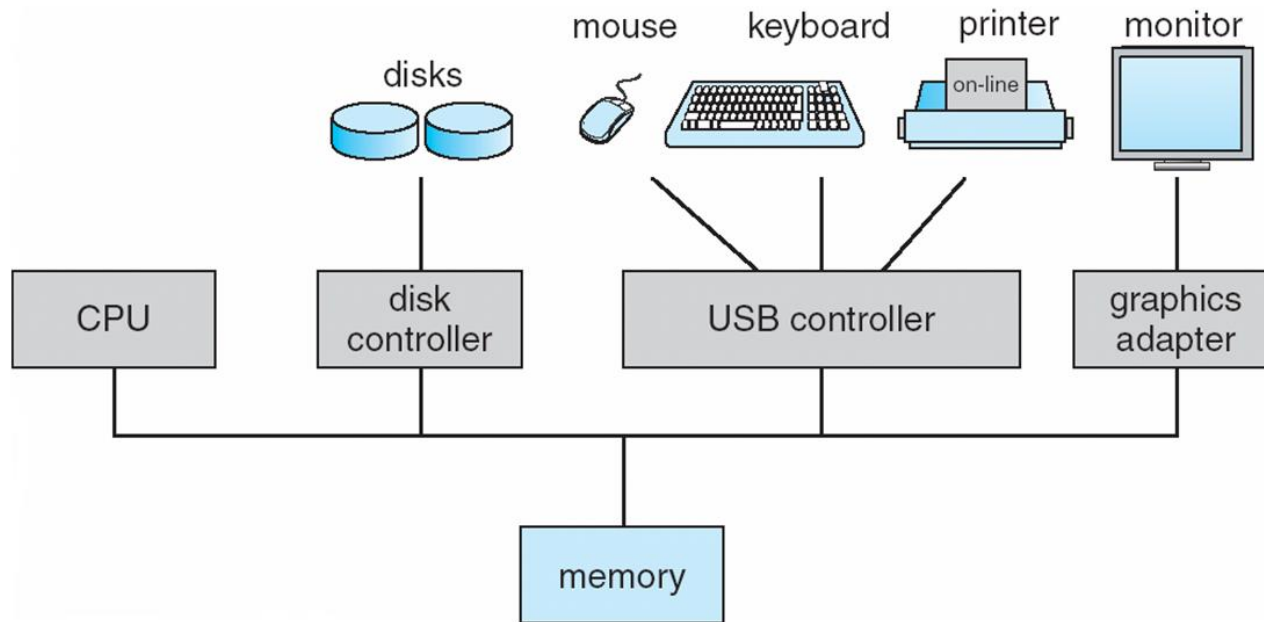 mouse
keyboard
printer
monitor
disks
on-line
CPU
disk
controller
USB controller
graphics
adapter
memory